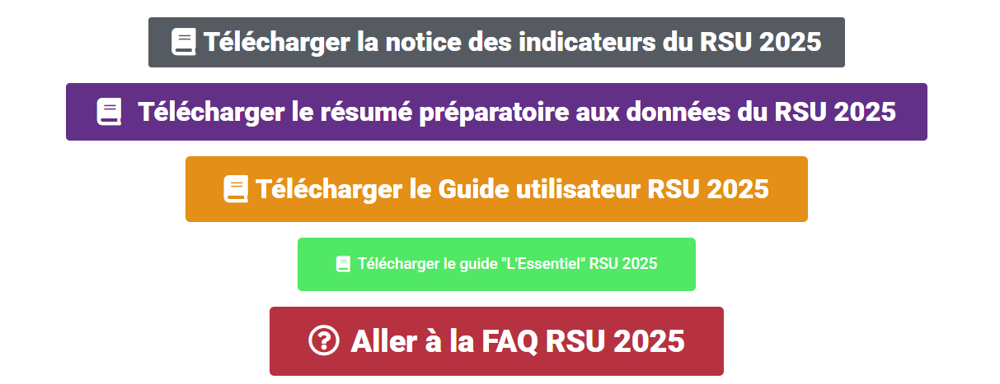 Télécharger la notice des indicateurs du RSU 2025
Télécharger le résumé préparatoire aux données du RSU 2025
Télécharger le Guide utilisateur RSU 2025
Télécharger le guide "L'Essentiel" RSU 2025
Aller à la FAQ RSU 2025